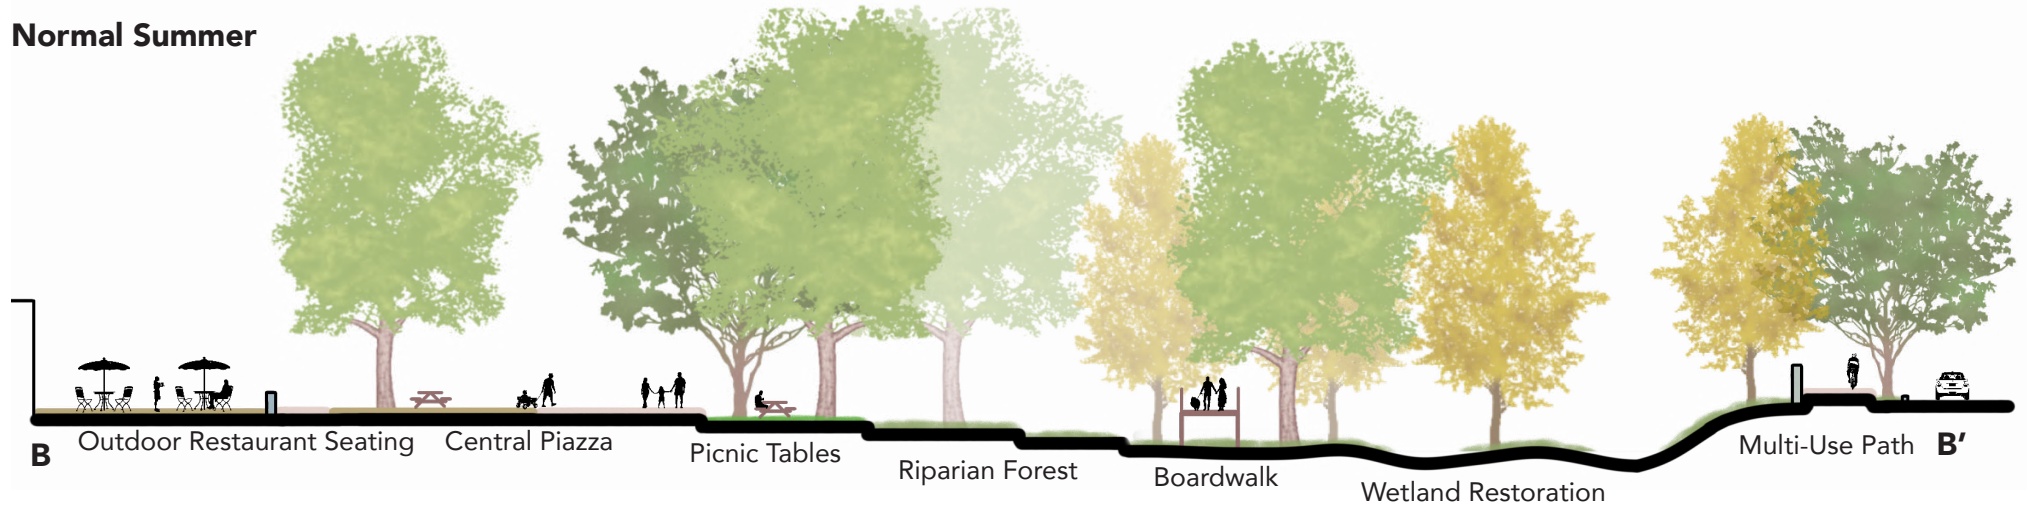 Normal Summer
B
Outdoor Restaurant Seating
Central Piazza
Picnic Tables
Riparian Forest
Boardwalk
Wetland Restoration
Multi-Use Path
B’